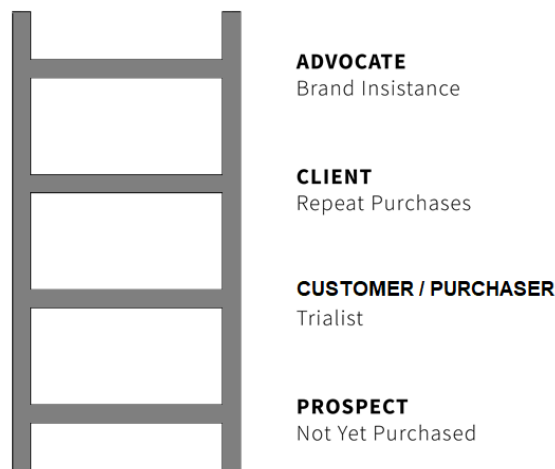 ADVOCATE
Brand Insistance
CLIENT
Repeat Purchases
CUSTOMER / PURCHASER
Trialist
PROSPECT
Not Yet Purchased